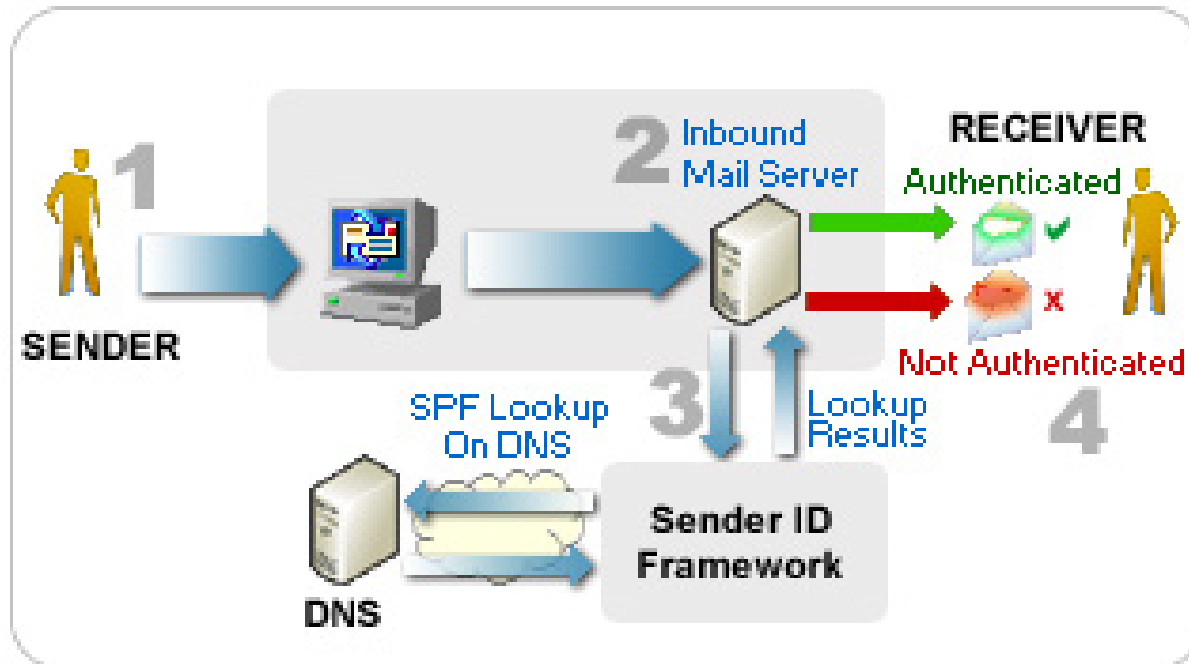 1
SENDER
2
Inbound
Mail Server
RECEIVER
Authenticated
Not Authenticated
3
Lookup
Results
4
SPF Lookup
On DNS
Sender ID
Framework
DNS